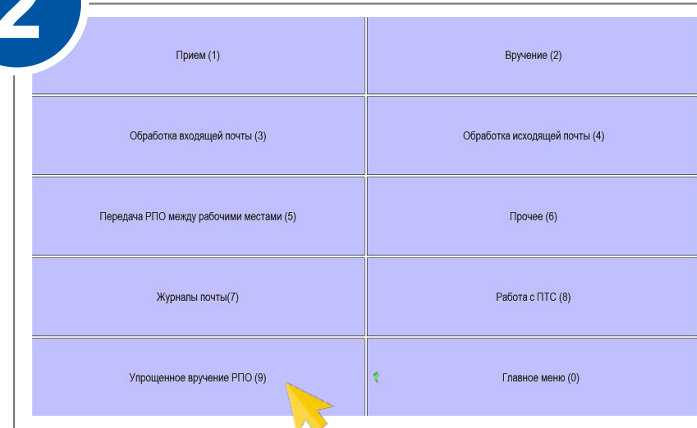 2
Прием (1)
Вручение (2)
Обработка входящей почты (3)
Обработка исходящей почты (4)
Передача РПО между рабочими местами (5)
Прочее (6)
Журналы почты(7)
Работа с ПТС (8)
Упрощенное вручение РПО (9)
Главное меню (0)